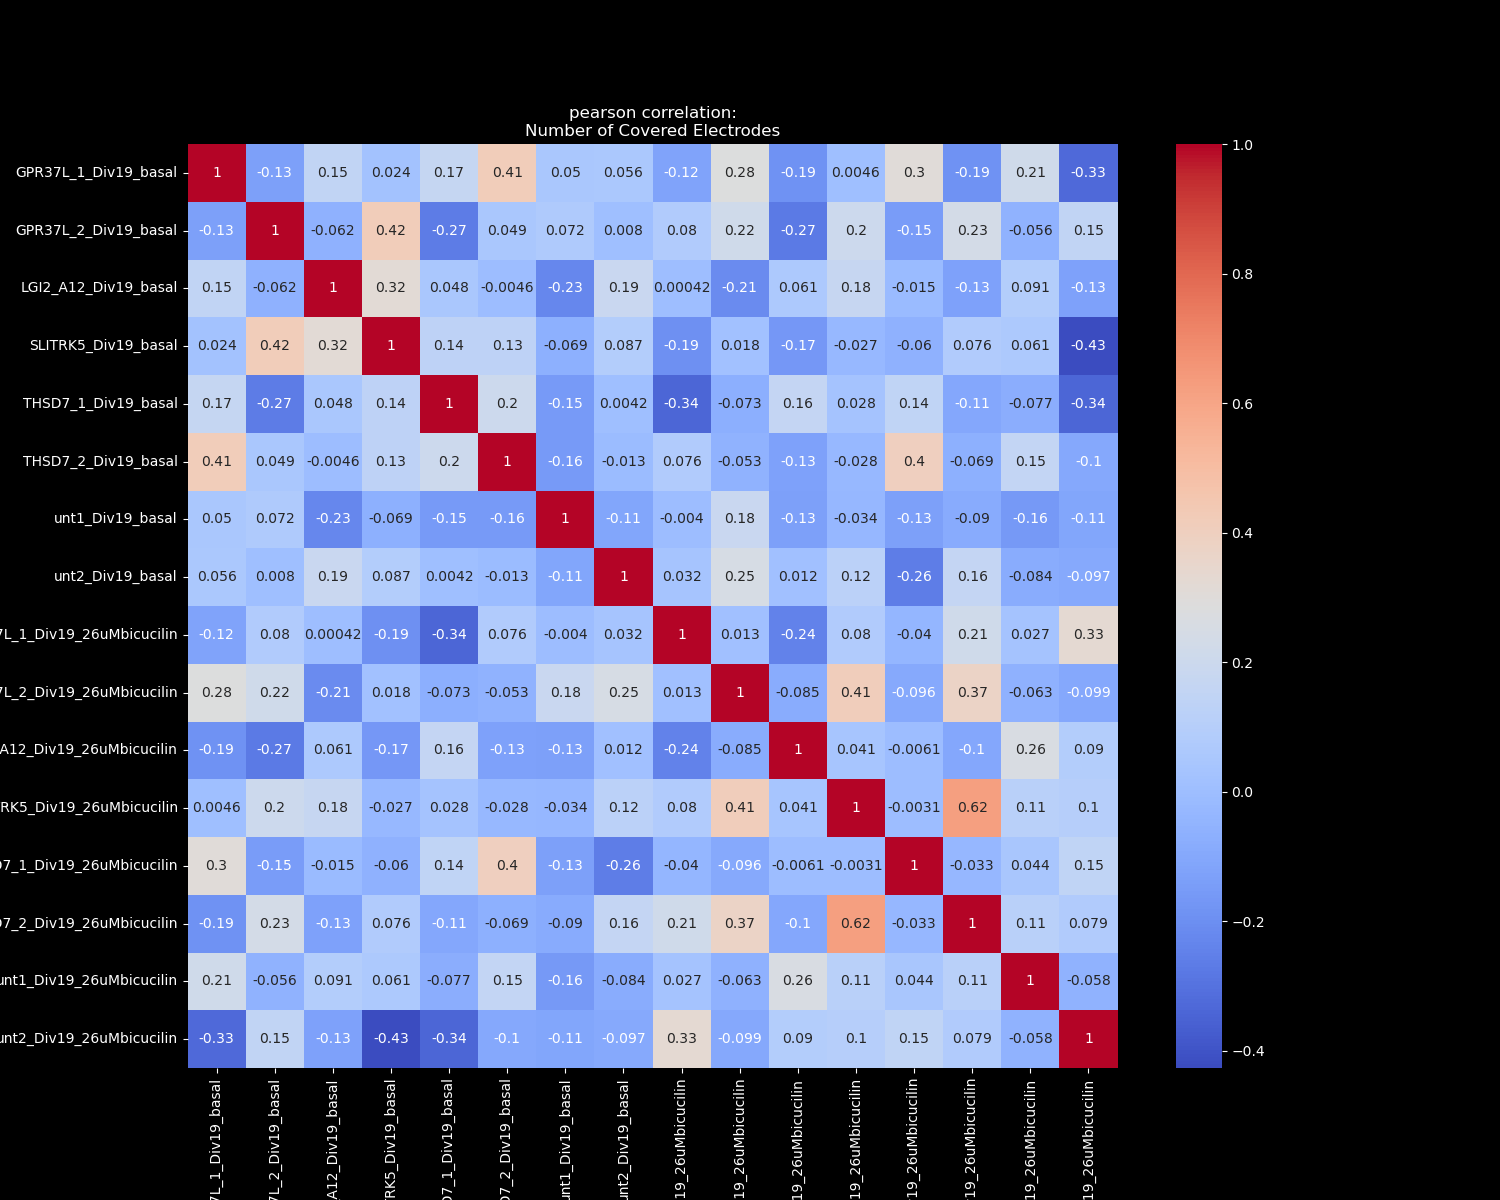 pearson correlation:
Number of Covered Electrodes
GPR37L_1_Div19_basal 1 -0.13 0.15 0.024 0.17 0.41 0.05 0.056 -0.12 0.28 -0.19 0.0046 0.3 -0.19 0.21 -0.33
GPR37L_2_Div19_basal -0.13 1 -0.062 0.42 -0.27 0.049 0.072 0.008 0.08 0.22 -0.27 0.2 -0.15 0.23 -0.056 0.15
LGI2_A12_Div19_basal 0.15 -0.062 1 0.32 0.048 -0.0046 -0.23 0.19 0.00042 -0.21 0.061 0.18 -0.015 -0.13 0.091 -0.13
SLITRK5_Div19_basal 0.024 0.42 0.32 1 0.14 0.13 -0.069 0.087 -0.19 0.018 -0.17 -0.027 -0.06 0.076 0.061 -0.43
THSD7_1_Div19_basal 0.17 -0.27 0.048 0.14 1 0.2 -0.15 0.0042 -0.34 -0.073 0.16 0.028 0.14 -0.11 -0.077 -0.34
THSD7_2_Div19_basal 0.41 0.049 -0.0046 0.13 0.2 1 -0.16 -0.013 0.076 -0.053 -0.13 -0.028 0.4 -0.069 0.15 -0.1
unt1_Div19_basal 0.05 0.072 -0.23 -0.069 -0.15 -0.16 1 -0.11 -0.004 0.18 -0.13 -0.034 -0.13 -0.09 -0.16 -0.11
unt2_Div19_basal 0.056 0.008 0.19 0.087 0.0042 -0.013 -0.11 1 0.032 0.25 0.012 0.12 -0.26 0.16 -0.084 -0.097
7L_1_Div19_26uMbicucilin -0.12 0.08 0.00042 -0.19 -0.34 0.076 -0.004 0.032 1 0.013 -0.24 0.08 -0.04 0.21 0.027 0.33
7L_2_Div19_26uMbicucilin 0.28 0.22 -0.21 0.018 -0.073 -0.053 0.18 0.25 0.013 1 -0.085 0.41 -0.096 0.37 -0.063 -0.099
A12_Div19_26uMbicucilin -0.19 -0.27 0.061 -0.17 0.16 -0.13 -0.13 0.012 -0.24 -0.085 1 0.041 -0.0061 -0.1 0.26 0.09
RK5_Div19_26uMbicucilin 0.0046 0.2 0.18 -0.027 0.028 -0.028 -0.034 0.12 0.08 0.41 0.041 1 -0.0031 0.62 0.11 0.1
D7_1_Div19_26uMbicucilin 0.3 -0.15 -0.015 -0.06 0.14 0.4 -0.13 -0.26 -0.04 -0.096 -0.0061 -0.0031 1 -0.033 0.044 0.15
D7_2_Div19_26uMbicucilin -0.19 0.23 -0.13 0.076 -0.11 -0.069 -0.09 0.16 0.21 0.37 -0.1 0.62 -0.033 1 0.11 0.079
unt1_Div19_26uMbicucilin 0.21 -0.056 0.091 0.061 -0.077 0.15 -0.16 -0.084 0.027 -0.063 0.26 0.11 0.044 0.11 1 -0.058
unt2_Div19_26uMbicucilin -0.33 0.15 -0.13 -0.43 -0.34 -0.1 -0.11 -0.097 0.33 -0.099 0.09 0.1 0.15 0.079 -0.058 1
7L_1_Div19_basal
7L_2_Div19_basal
A12_Div19_basal
TRK5_Div19_basal
D7_1_Div19_basal
D7_2_Div19_basal
unt1_Div19_basal
unt2_Div19_basal
19_26uMbicucilin
19_26uMbicucilin
19_26uMbicucilin
19_26uMbicucilin
19_26uMbicucilin
19_26uMbicucilin
19_26uMbicucilin
19_26uMbicucilin
1.0
0.8
0.6
0.4
0.2
0.0
−0.2
−0.4